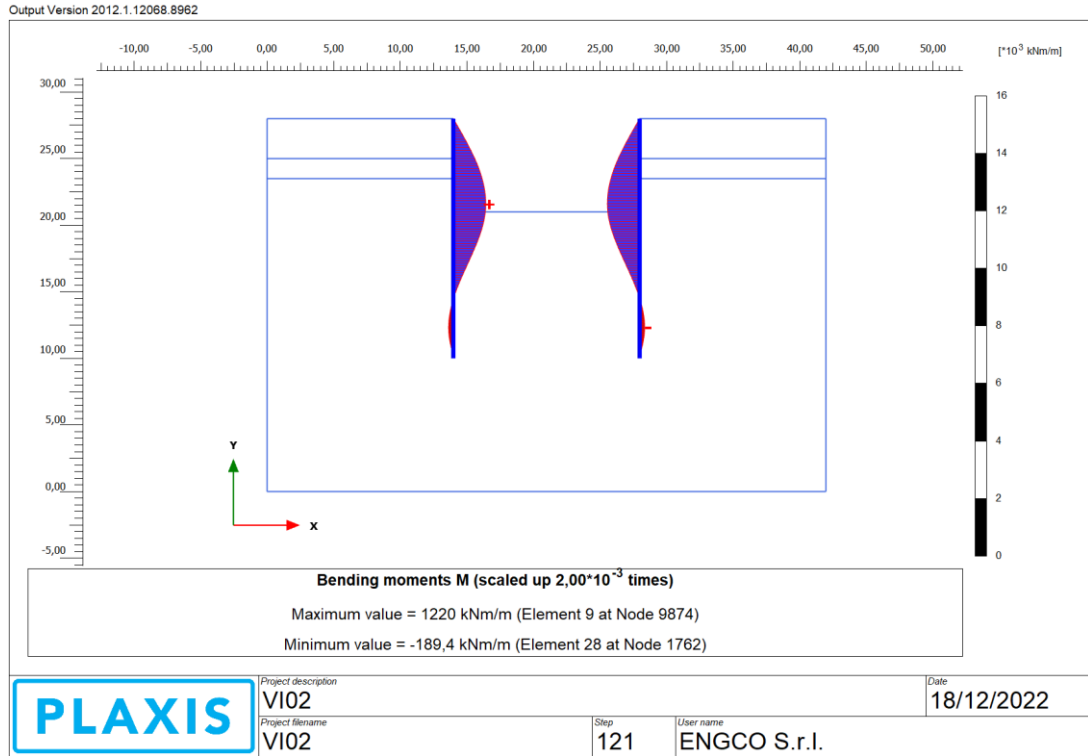 Output Version 2012.1.12068.8962
-10,00 -5,00 0,00 5,00 10,00 15,00 20,00 25,00 30,00 35,00 40,00 45,00 50,00
[*10³ kNm/m]
30,00
25,00
20,00
15,00
10,00
5,00
0,00
-5,00
16
14
12
10
8
6
4
2
0
+
-
Y
X
Bending moments M (scaled up 2,00*10⁻³ times)
Maximum value = 1220 kNm/m (Element 9 at Node 9874)
Minimum value = -189,4 kNm/m (Element 28 at Node 1762)
PLAXIS
Project description
VI02
Date
18/12/2022
Project filename
VI02
Step
121
User name
ENGCO S.r.l.